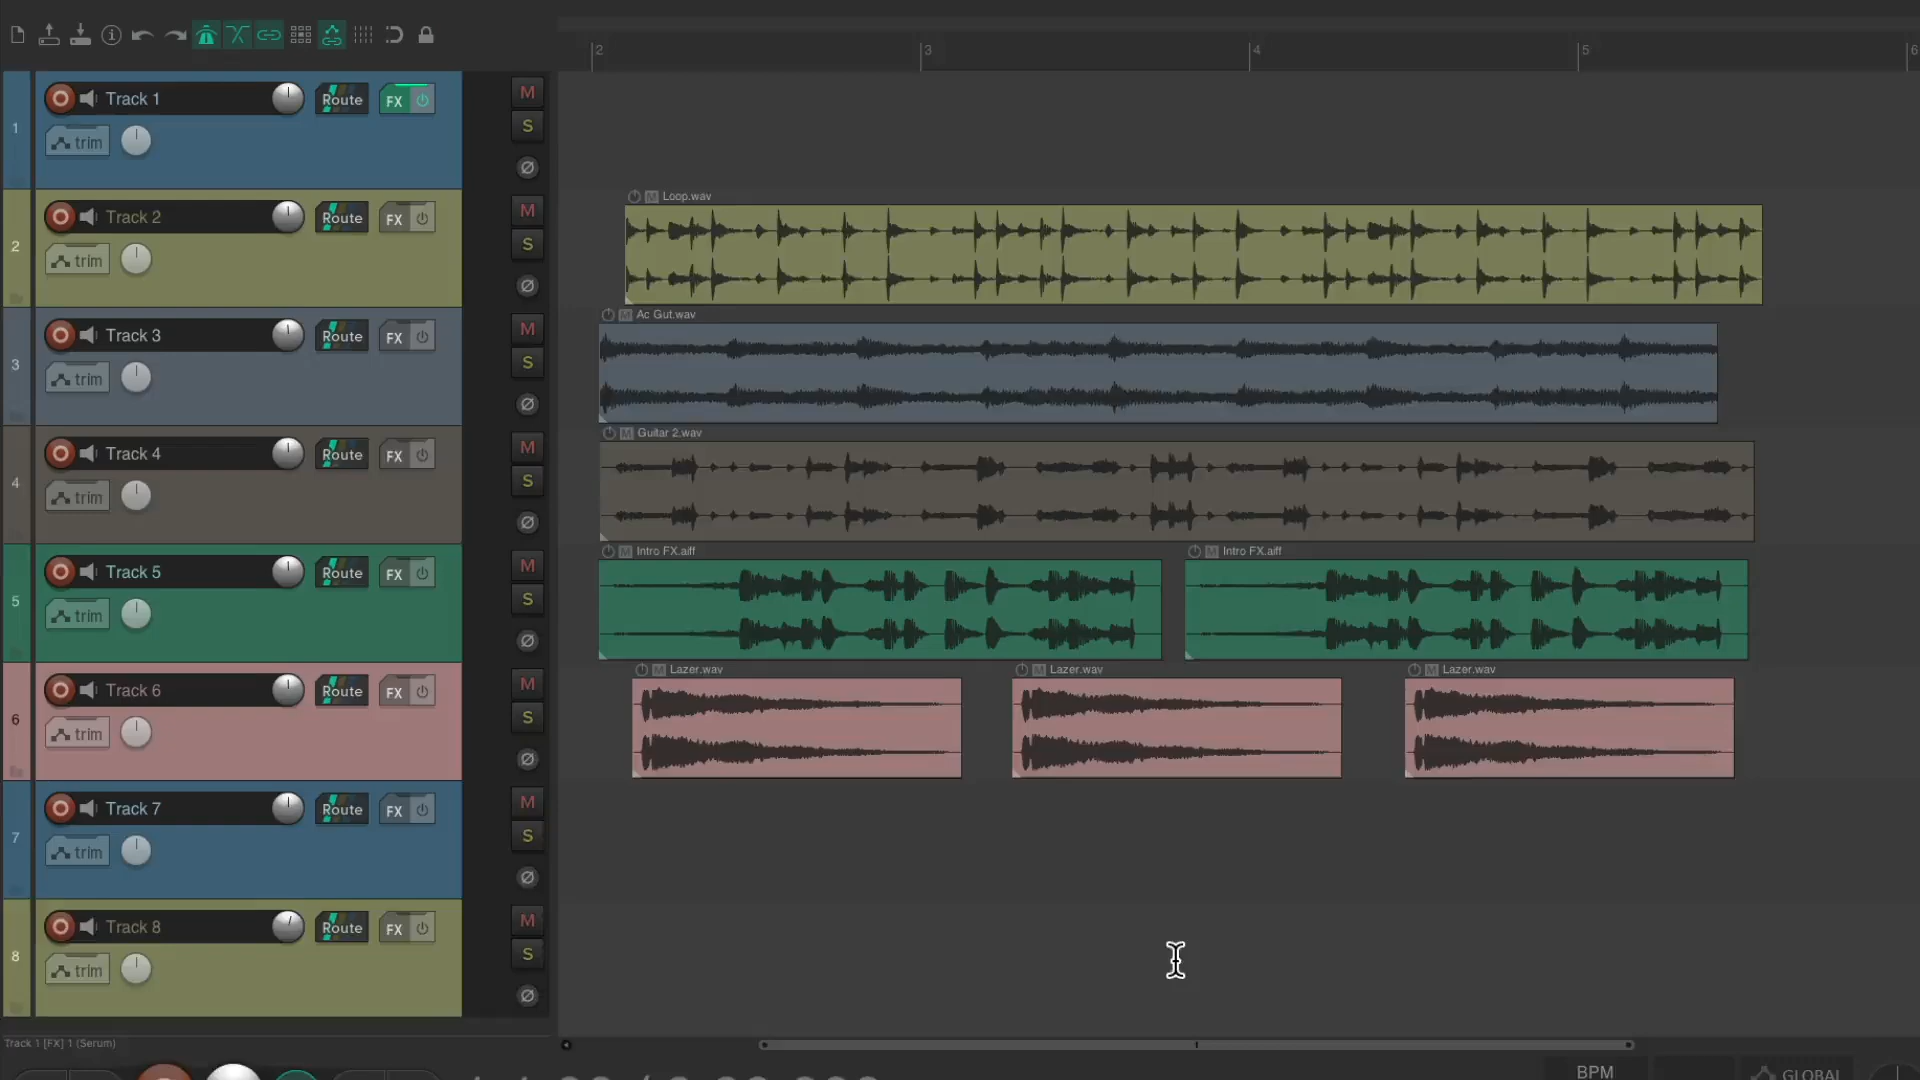 2 3 4 5 6
1 Track 1 Route FX M
trim S
Loop.wav
2 Track 2 Route FX M
trim S
Ac Gut.wav
3 Track 3 Route FX M
trim S
Guitar 2.wav
4 Track 4 Route FX M
trim S
Intro FX.aiff Intro FX.aiff
5 Track 5 Route FX M
trim S
Lazer.wav Lazer.wav Lazer.wav
6 Track 6 Route FX M
trim S
7 Track 7 Route FX M
trim S
8 Track 8 Route FX M
trim S
Track 1 [FX] 1 (Serum)
BPM GLOBAL